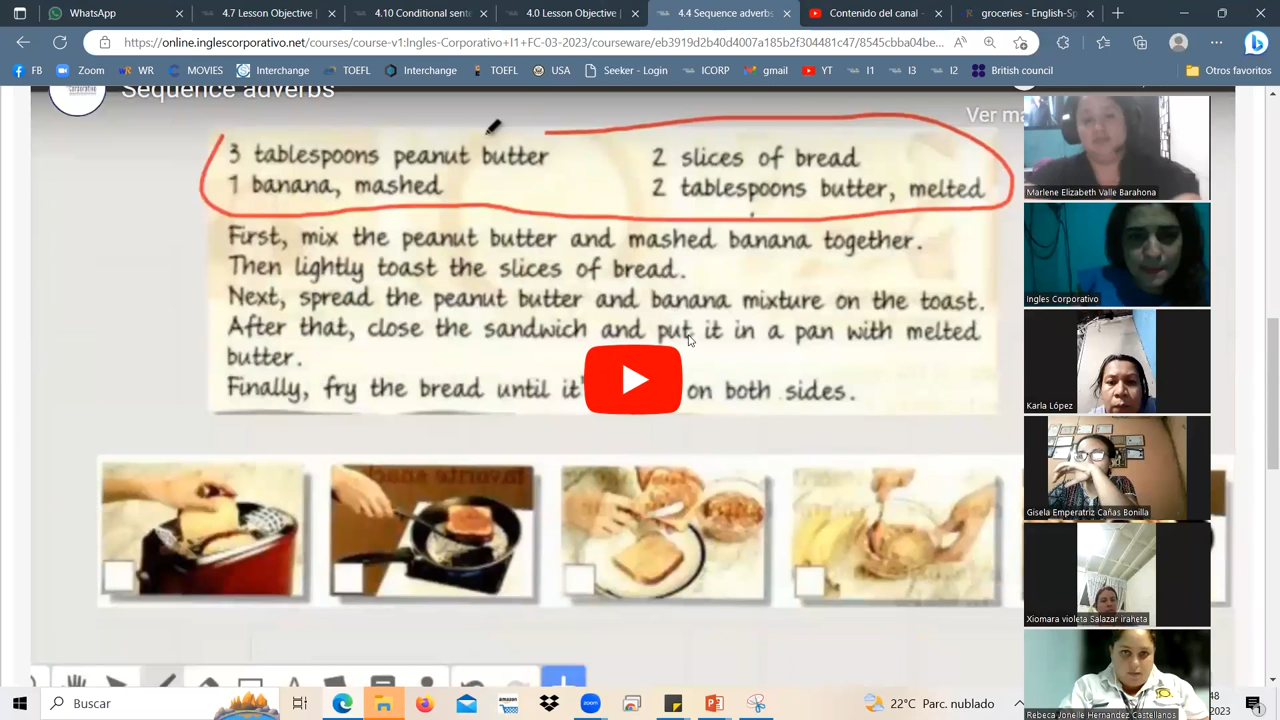 WhatsApp
4.7 Lesson Objective
4.10 Conditional sente
4.0 Lesson Objective
4.4 Sequence adverbs
Contenido del canal -
groceries - English-Sp
https://online.inglescorporativo.net/courses/course-v1:Ingles-Corporativo+I1+FC-03-2023/courseware/eb3919d2b40d4007a185b2f304481c47/8545cbba04be...
FB
Zoom
WR
MOVIES
Interchange
TOEFL
Interchange
TOEFL
USA
Seeker - Login
ICORP
gmail
YT
I1
I3
I2
British council
Otros favoritos
Corporativo
Sequence adverbs
Ver má
3 tablespoons peanut butter
2 slices of bread
1 banana, mashed
2 tablespoons butter, melted
First, mix the peanut butter and mashed banana together.
Then lightly toast the slices of bread.
Next, spread the peanut butter and banana mixture on the toast.
After that, close the sandwich and put it in a pan with melted
butter.
Finally, fry the bread until it' on both sides.
Marlene Elizabeth Valle Barahona
Ingles Corporativo
Karla López
Gisela Emperatriz Cañas Bonilla
Xiomara violeta Salazar iraheta
Rebeca Jonelle Hernandez Castellanos
Buscar
22°C Parc. nublado
48
2023